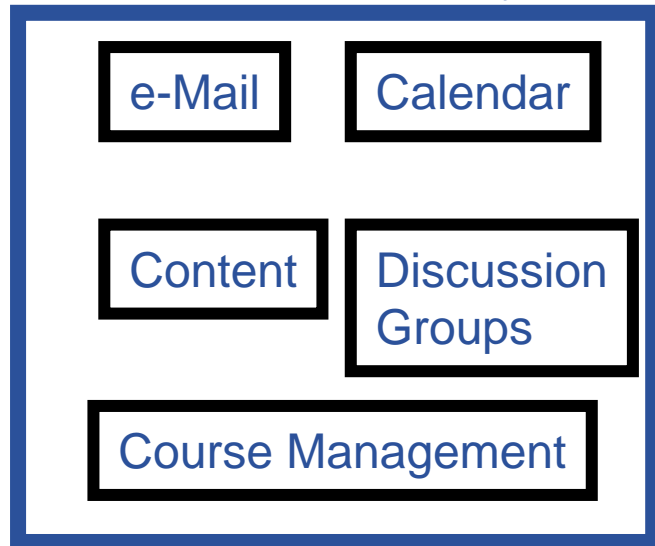 e-Mail
Calendar
Content
Discussion
Groups
Course Management